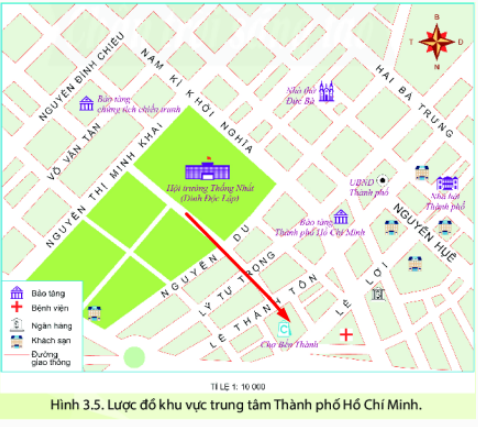 B
T
Đ
N
NGUYỄN ĐÌNH CHIỂU
NAM KÌ KHỞI NGHĨA
HAI BÀ TRƯNG
VÕ VĂN TẦN
NGUYỄN THỊ MINH KHAI
Bảo tàng
chứng tích chiến tranh
Nhà thờ
Đức Bà
Hội trường Thống Nhất
(Dinh Độc Lập)
UBND
Thành phố
Nhà hát
Thành phố
Bảo tàng
Thành phố Hồ Chí Minh
NGUYỄN HUỆ
NGUYỄN DU
LÝ TỰ TRỌNG
LÊ THÁNH TÔN
LÊ LỢI
C
Chợ Bến Thành
Bảo tàng
Bệnh viện
Ngân hàng
Khách sạn
Đường
giao thông
TỈ LỆ 1: 10 000
Hình 3.5. Lược đồ khu vực trung tâm Thành phố Hồ Chí Minh.